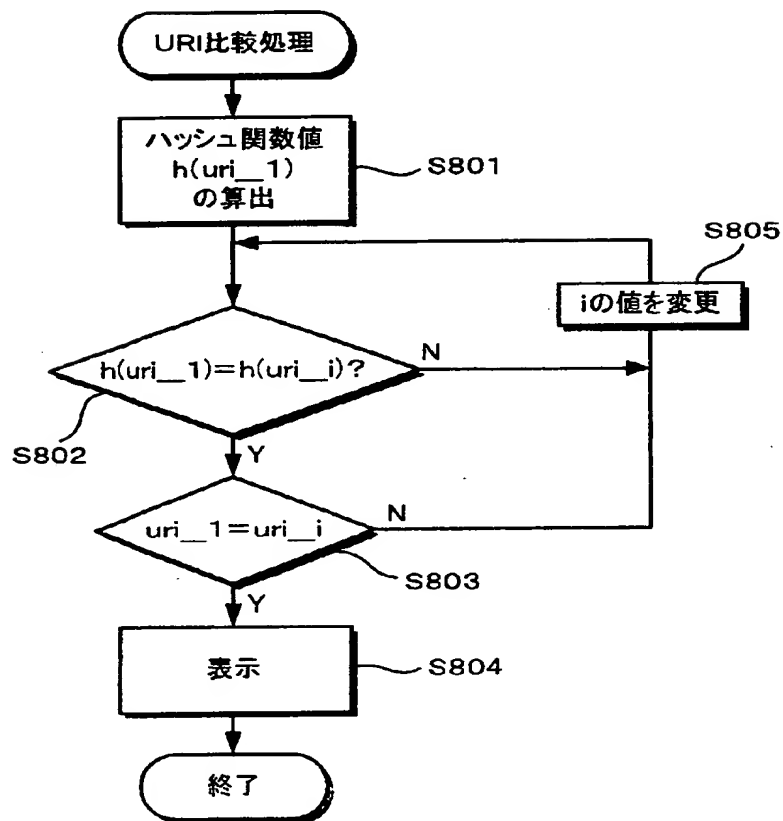 URI比較処理
ハッシュ関数値
h(uri__1)
の算出
S801
S805
iの値を変更
h(uri__1)=h(uri__i)?
N
S802
Y
uri__1=uri__i
N
S803
Y
表示
S804
終了